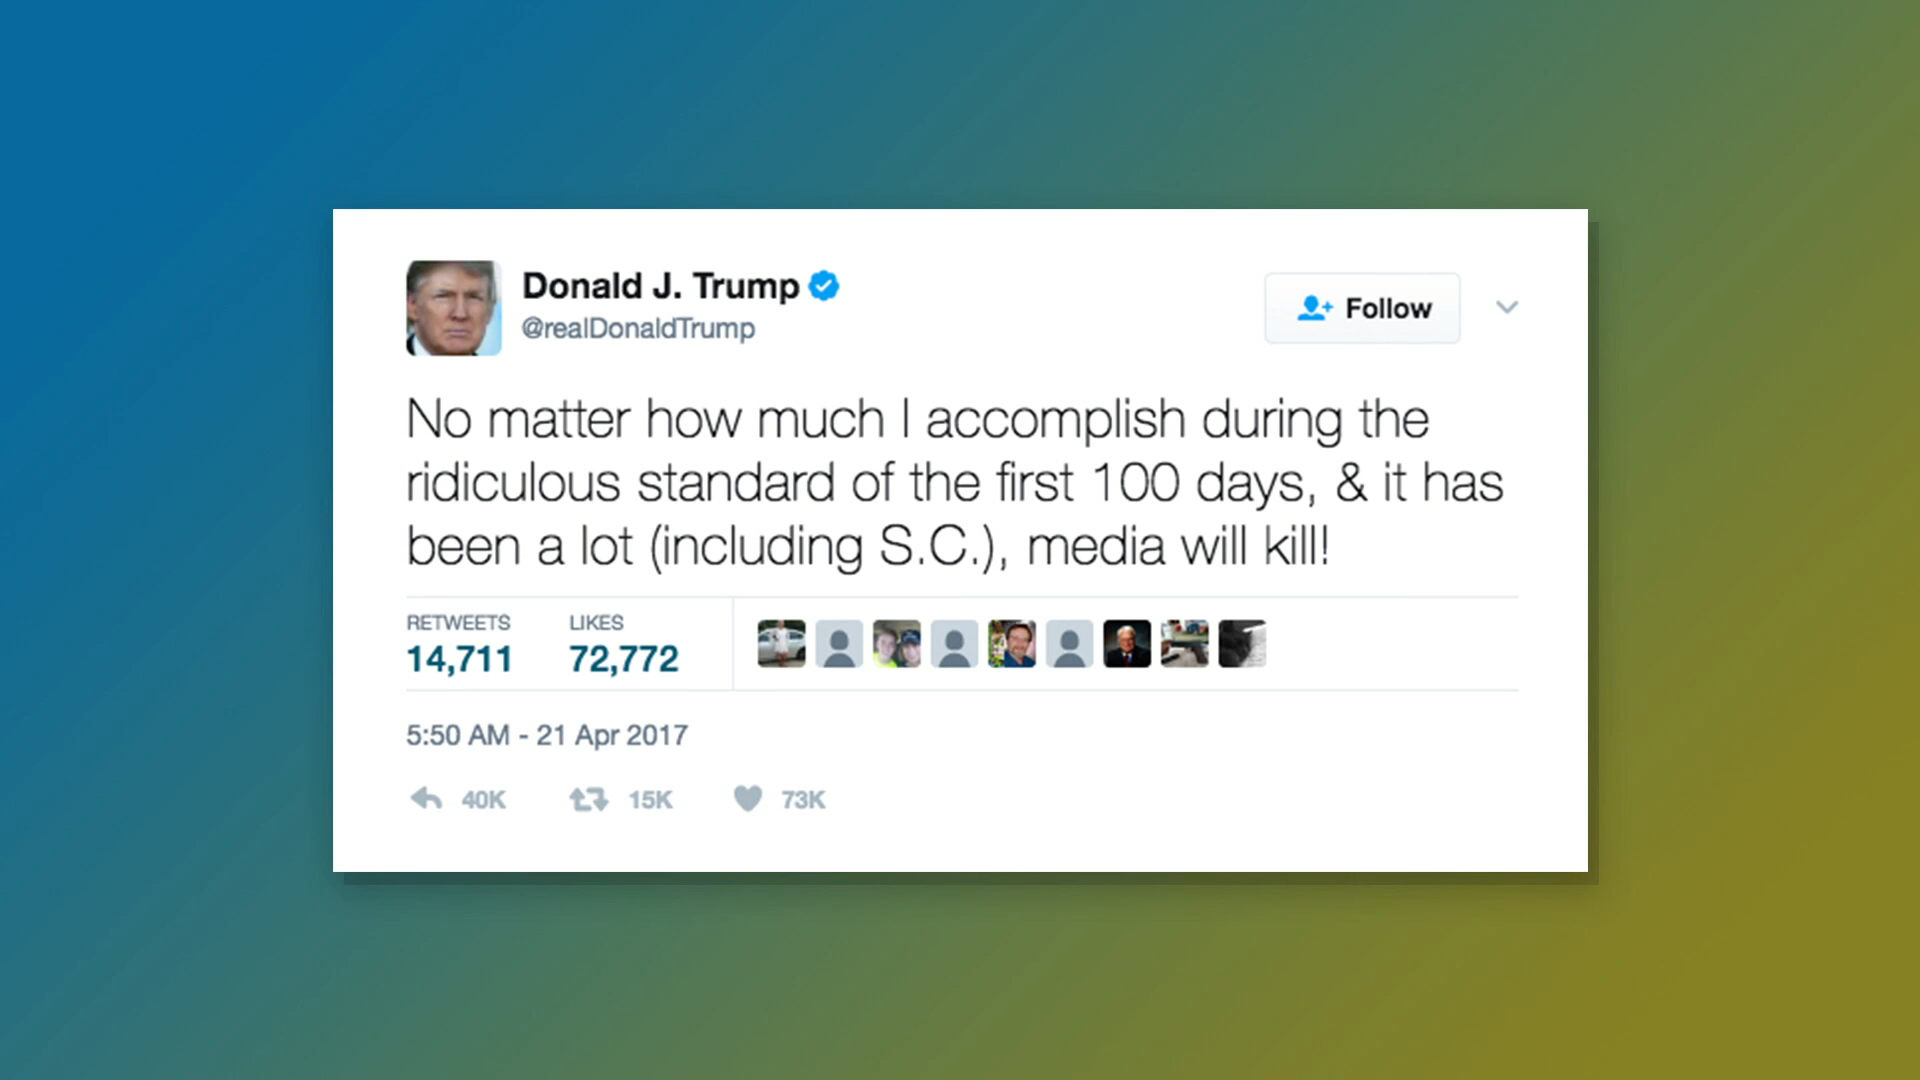 Donald J. Trump
@realDonaldTrump
Follow
No matter how much I accomplish during the
ridiculous standard of the first 100 days, & it has
been a lot (including S.C.), media will kill!
RETWEETS LIKES
14,711 72,772
5:50 AM - 21 Apr 2017
40K 15K 73K